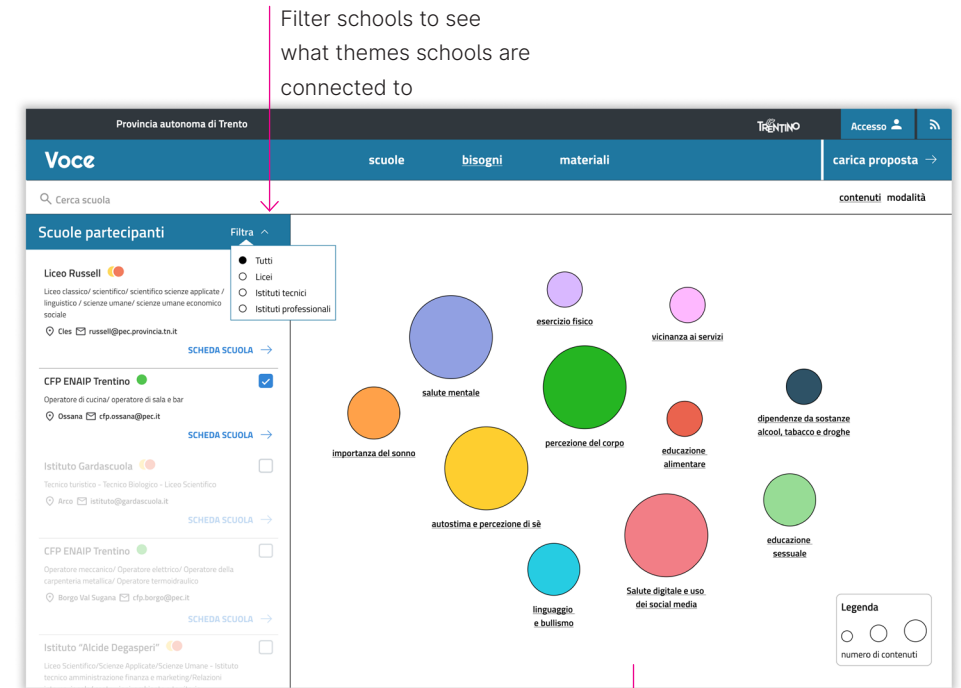 Filter schools to see
what themes schools are
connected to
Provincia autonoma di Trento
TRENTINO
Accesso
Voce
scuole
bisogni
materiali
carica proposta →
Cerca scuola
contenuti modalità
Scuole partecipanti
Filtra
Tutti
Licei
Istituti tecnici
Istituti professionali
Liceo Russell
Liceo classico/ scientifico/ scientifico scienze applicate /
linguistico / scienze umane/ scienze umane economico
sociale
Cles russell@pec.provincia.tn.it
SCHEDA SCUOLA →
CFP ENAIP Trentino
Operatore di cucina/ operatore di sala e bar
Ossana cfp.ossana@pec.it
SCHEDA SCUOLA →
Istituto Gardascuola
Tecnico turistico - Tecnico Biologico - Liceo Scientifico
Arco istituto@gardascuola.it
SCHEDA SCUOLA →
CFP ENAIP Trentino
Operatore meccanico/ Operatore elettrico/ Operatore della
carpenteria metallica/ Operatore termoidraulico
Borgo Val Sugana cfp.borgo@pec.it
SCHEDA SCUOLA →
Istituto "Alcide Degasperi"
Liceo Scientifico/Scienze Applicate/Scienze Umane - Istituto
tecnico amministrazione finanza e marketing/Relazioni
esercizio fisico
vicinanza ai servizi
salute mentale
dipendenze da sostanze
alcool, tabacco e droghe
percezione del corpo
importanza del sonno
educazione
alimentare
autostima e percezione di sè
educazione
sessuale
linguaggio
e bullismo
Salute digitale e uso
dei social media
Legenda
numero di contenuti